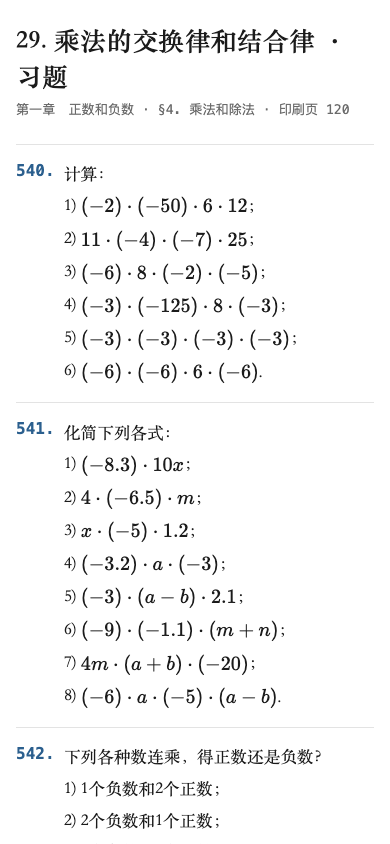 29. 乘法的交换律和结合律 ·
习题
第一章 正数和负数 · §4. 乘法和除法 · 印刷页 120
540. 计算：
1) (−2) · (−50) · 6 · 12;
2) 11 · (−4) · (−7) · 25;
3) (−6) · 8 · (−2) · (−5);
4) (−3) · (−125) · 8 · (−3);
5) (−3) · (−3) · (−3) · (−3);
6) (−6) · (−6) · 6 · (−6).
541. 化简下列各式：
1) (−8.3) · 10x;
2) 4 · (−6.5) · m;
3) x · (−5) · 1.2;
4) (−3.2) · a · (−3);
5) (−3) · (a − b) · 2.1;
6) (−9) · (−1.1) · (m + n);
7) 4m · (a + b) · (−20);
8) (−6) · a · (−5) · (a − b).
542. 下列各种数连乘，得正数还是负数?
1) 1个负数和2个正数;
2) 2个负数和1个正数;